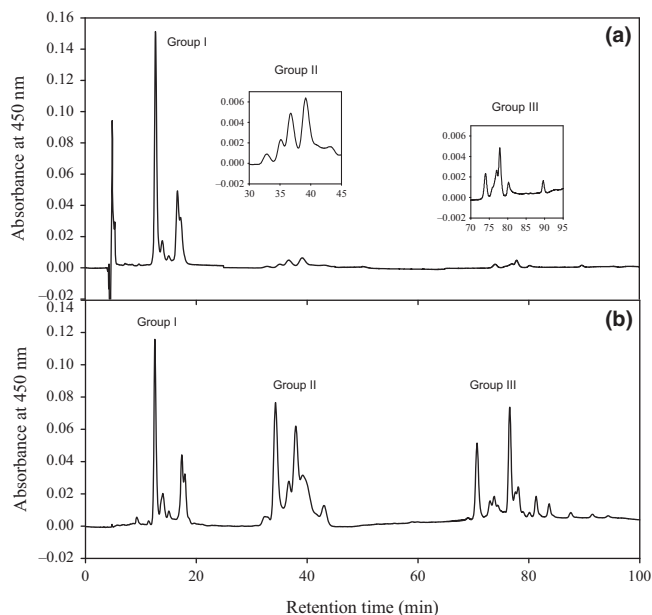 0.16
(a)
Group I
0.14
Group II
0.12
0.006
Group III
0.10
0.004
0.006
0.002
0.08
0.004
0.000
0.002
0.06
−0.002
0.000
30 35 40 45
0.04
−0.002
70 75 80 85 90 95
0.02
0.00
−0.02
Absorbance at 450 nm
0.14
(b)
Group I
0.12
0.10
Group II
Group III
0.08
0.06
0.04
0.02
0.00
−0.02
Absorbance at 450 nm
0 20 40 60 80 100
Retention time (min)